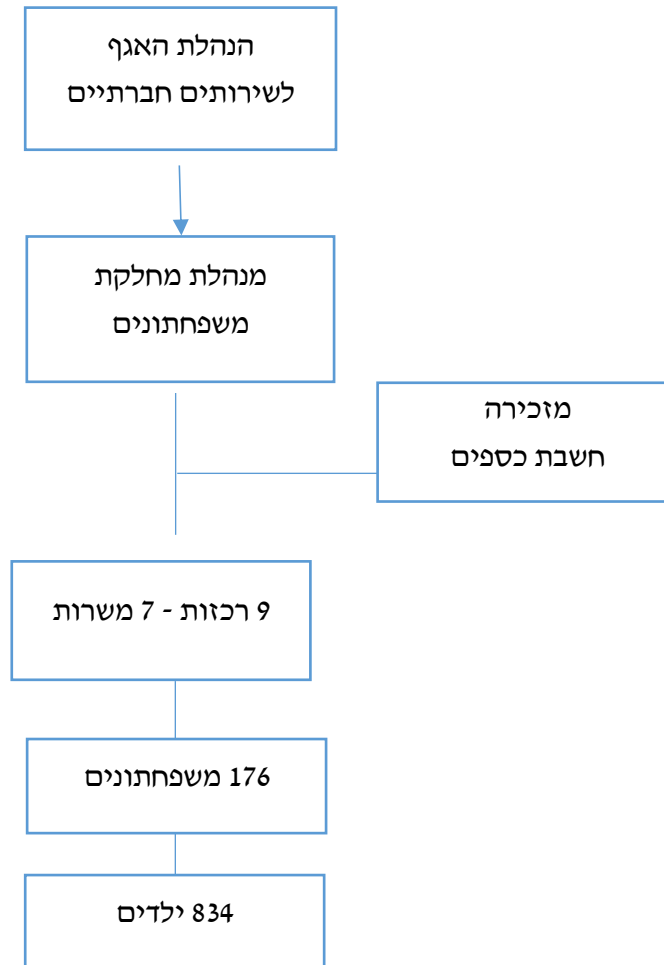 הנהלת האגף
לשירותים חברתיים
מנהלת מחלקת
משפחתונים
מזכירה
חשבת כספים
9 רכזות - 7 משרות
176 משפחתונים
834 ילדים